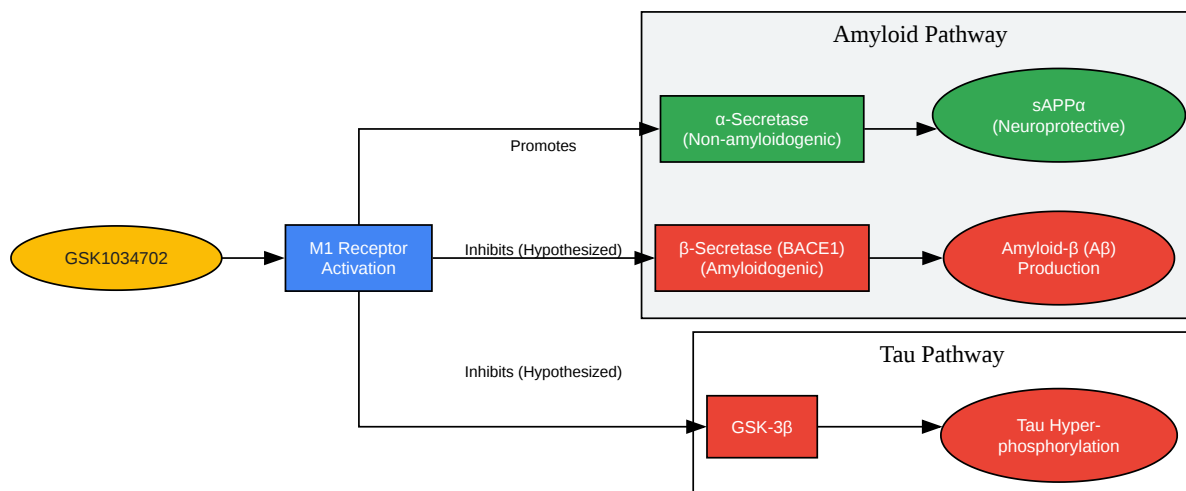 Amyloid Pathway
α-Secretase
(Non-amyloidogenic)
sAPPα
(Neuroprotective)
Promotes
GSK1034702
M1 Receptor
Activation
Inhibits (Hypothesized)
β-Secretase (BACE1)
(Amyloidogenic)
Amyloid-β (Aβ)
Production
Tau Pathway
Inhibits (Hypothesized)
GSK-3β
Tau Hyper-
phosphorylation